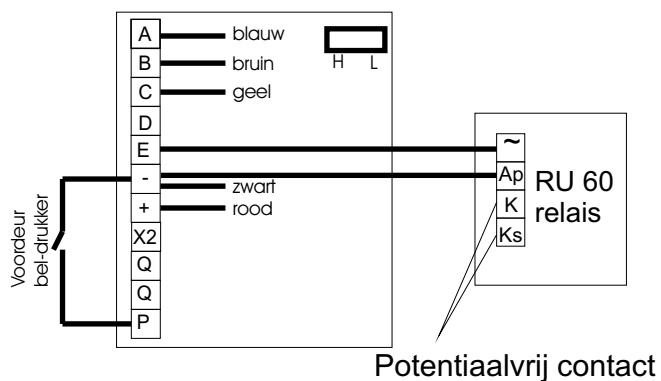 A
blauw
B
bruin
H L
C
geel
D
E
~
-
Ap
zwart
+
rood
K
X2
Ks
Q
Q
P
RU 60
relais
Voordeur
bel-drukker
Potentiaalvrij contact